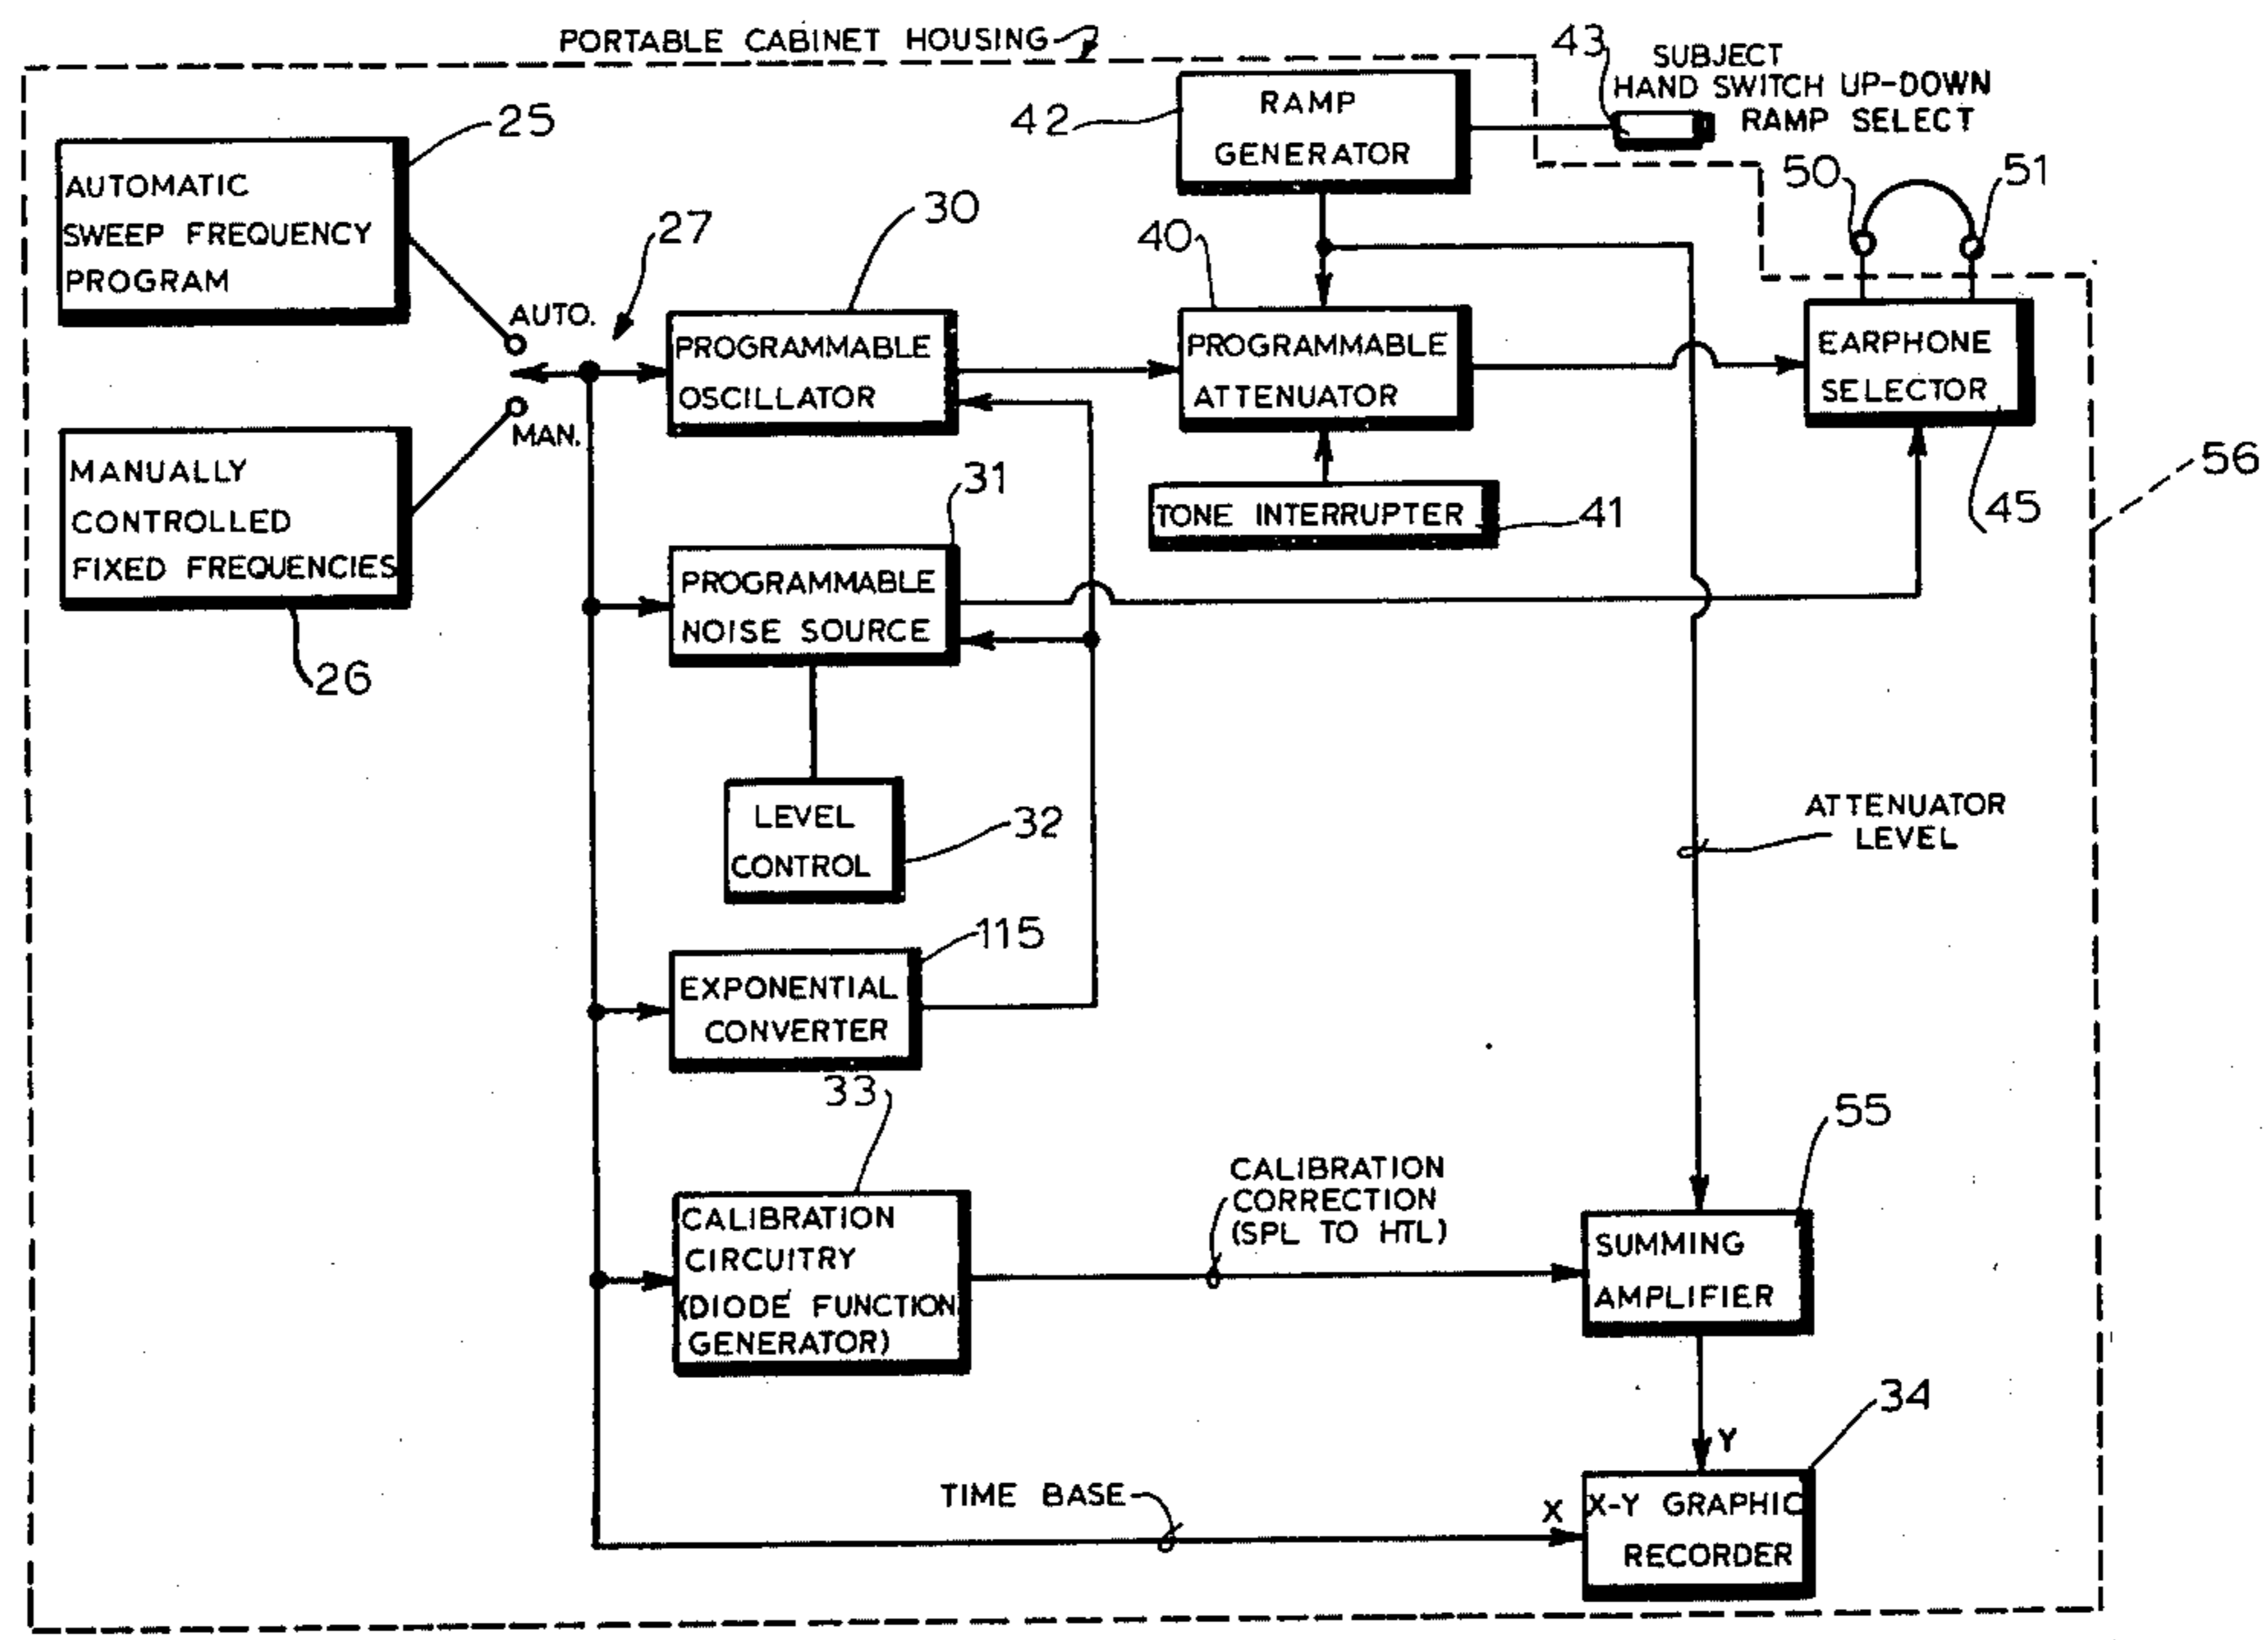 PORTABLE CABINET HOUSING
43
SUBJECT
HAND SWITCH UP-DOWN
RAMP SELECT
42
RAMP
GENERATOR
25
AUTOMATIC
SWEEP FREQUENCY
PROGRAM
27
30
40
50
51
AUTO.
MAN.
PROGRAMMABLE
OSCILLATOR
PROGRAMMABLE
ATTENUATOR
EARPHONE
SELECTOR
45
56
MANUALLY
CONTROLLED
FIXED FREQUENCIES
26
31
TONE INTERRUPTER
41
PROGRAMMABLE
NOISE SOURCE
LEVEL
CONTROL
32
ATTENUATOR
LEVEL
115
EXPONENTIAL
CONVERTER
33
CALIBRATION
CIRCUITRY
(DIODE FUNCTION
GENERATOR)
CALIBRATION
CORRECTION
(SPL TO HTL)
55
SUMMING
AMPLIFIER
34
Y
TIME BASE
X
X-Y GRAPHIC
RECORDER